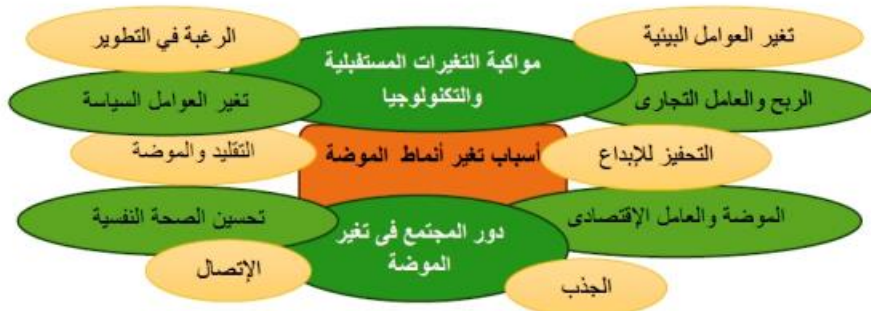 تغير العوامل البيئية
الرغبة في التطوير
مواكبة التغيرات المستقبلية
والتكنولوجيا
الربح والعامل التجارى
تغير العوامل السياسة
التحفيز للإبداع
أسباب تغير أنماط الموضة
التقليد والموضة
الموضة والعامل الإقتصادى
تحسين الصحة النفسية
دور المجتمع فى تغير
الموضة
الجذب
الإتصال